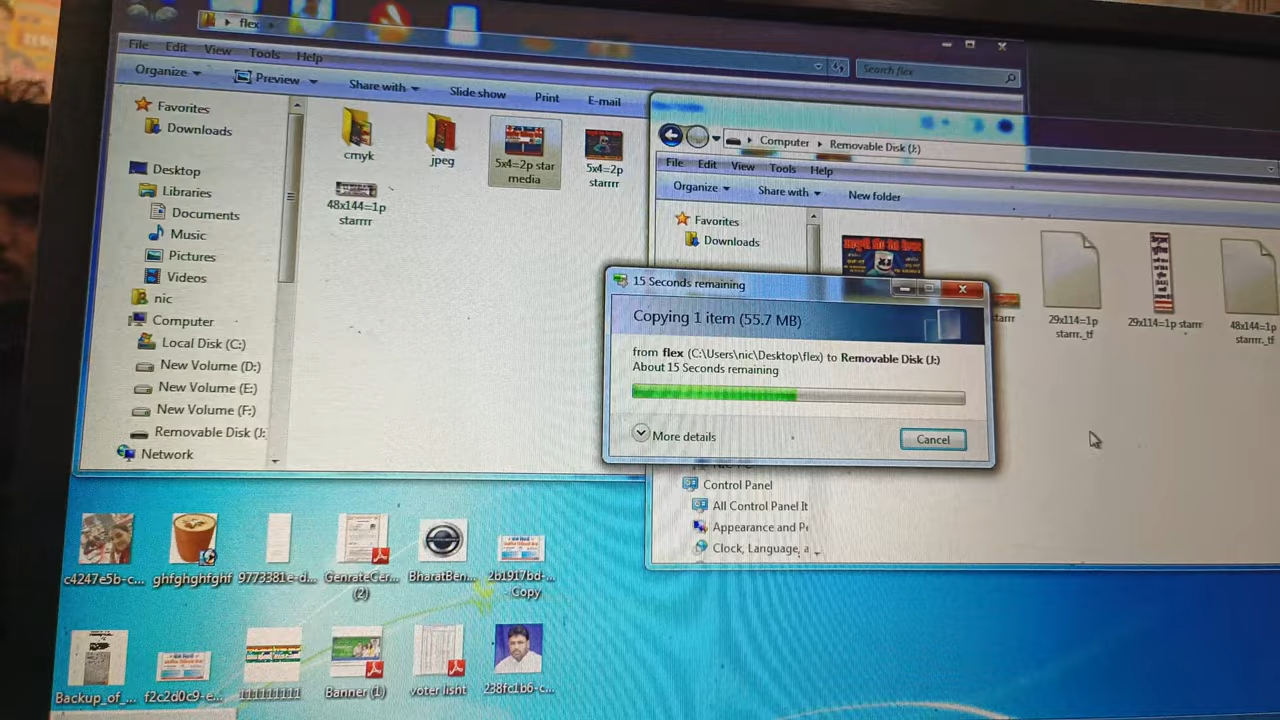 flex
Search flex
File Edit View Tools Help
Organize Preview Share with Slide show Print E-mail
Favorites
Downloads
Desktop
Libraries
Documents
Music
Pictures
Videos
nic
Computer
Local Disk (C:)
New Volume (D:)
New Volume (E:)
New Volume (F:)
Removable Disk (J:
Network
cmyk
jpeg
5x4=2p star
media
5x4=2p
starrrr
48x144=1p
starrrr
Computer Removable Disk (J:)
File Edit View Tools Help
Organize Share with New folder
Favorites
Downloads
starrr
29x114=1p
starrr._tf
29x114=1p starrr
48x144=1p
starrrr._tf
15 Seconds remaining
Copying 1 item (55.7 MB)
from flex (C:\Users\nic\Desktop\flex) to Removable Disk (J:)
About 15 Seconds remaining
More details
Cancel
Control Panel
All Control Panel It
Appearance and Pe
Clock, Language, a
c4247e5b-c...
ghfghghfghf
9773381e-d...
GenrateCer...
(2)
BharatBen...
2b1917bd-...
- Copy
Backup_of_...
f2c2d0c9-e...
1111111111
Banner (1)
voter lisht
238fc1b6-c...